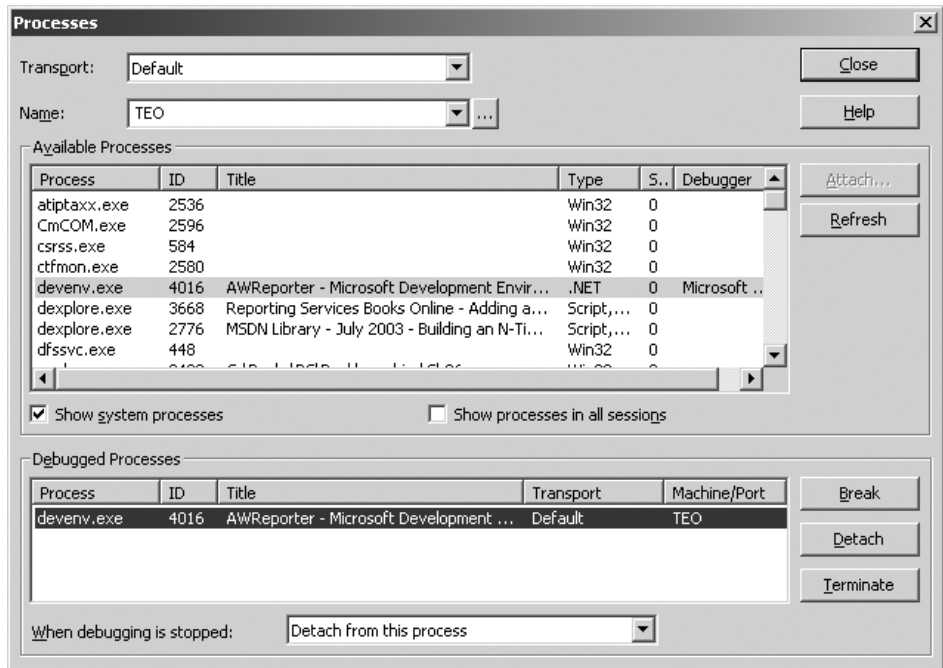 Processes
Transport: Default Close
Name: TEO ... Help
Available Processes
Process ID Title Type S.. Debugger Attach...
atiptaxx.exe 2536 Win32 0
CmCOM.exe 2596 Win32 0 Refresh
csrss.exe 584 Win32 0
ctfmon.exe 2580 Win32 0
devenv.exe 4016 AWReporter - Microsoft Development Envir... .NET 0 Microsoft ..
dexplore.exe 3668 Reporting Services Books Online - Adding a... Script,... 0
dexplore.exe 2776 MSDN Library - July 2003 - Building an N-Ti... Script,... 0
dfssvc.exe 448 Win32 0
Show system processes Show processes in all sessions
Debugged Processes
Process ID Title Transport Machine/Port Break
devenv.exe 4016 AWReporter - Microsoft Development ... Default TEO
Detach
Terminate
When debugging is stopped: Detach from this process